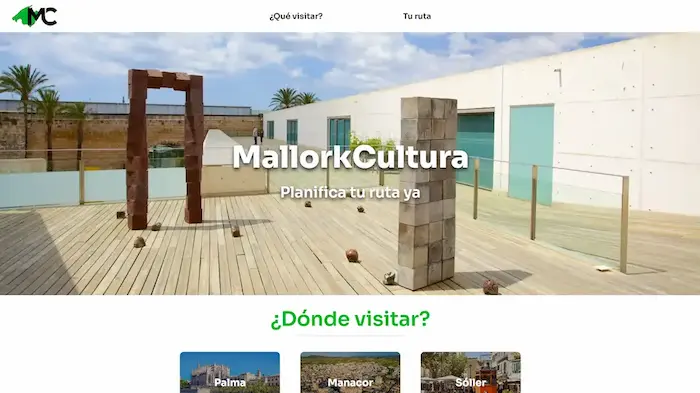 MC
¿Qué visitar?
Tu ruta
MallorkCultura
Planifica tu ruta ya
¿Dónde visitar?
Palma
Manacor
Sóller